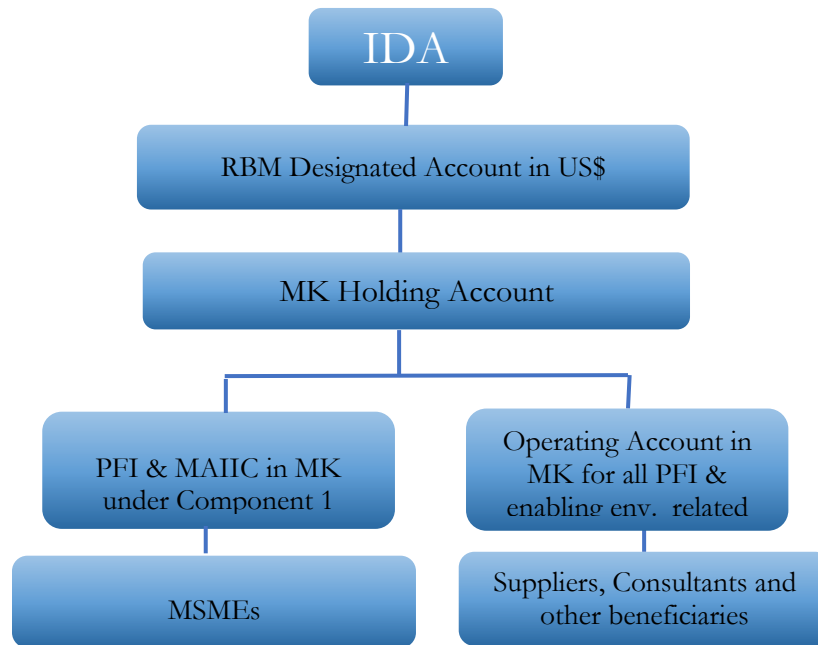 IDA
RBM Designated Account in US$
MK Holding Account
PFI & MAIIC in MK
under Component 1
Operating Account in
MK for all PFI &
enabling env. related
MSMEs
Suppliers, Consultants and
other beneficiaries